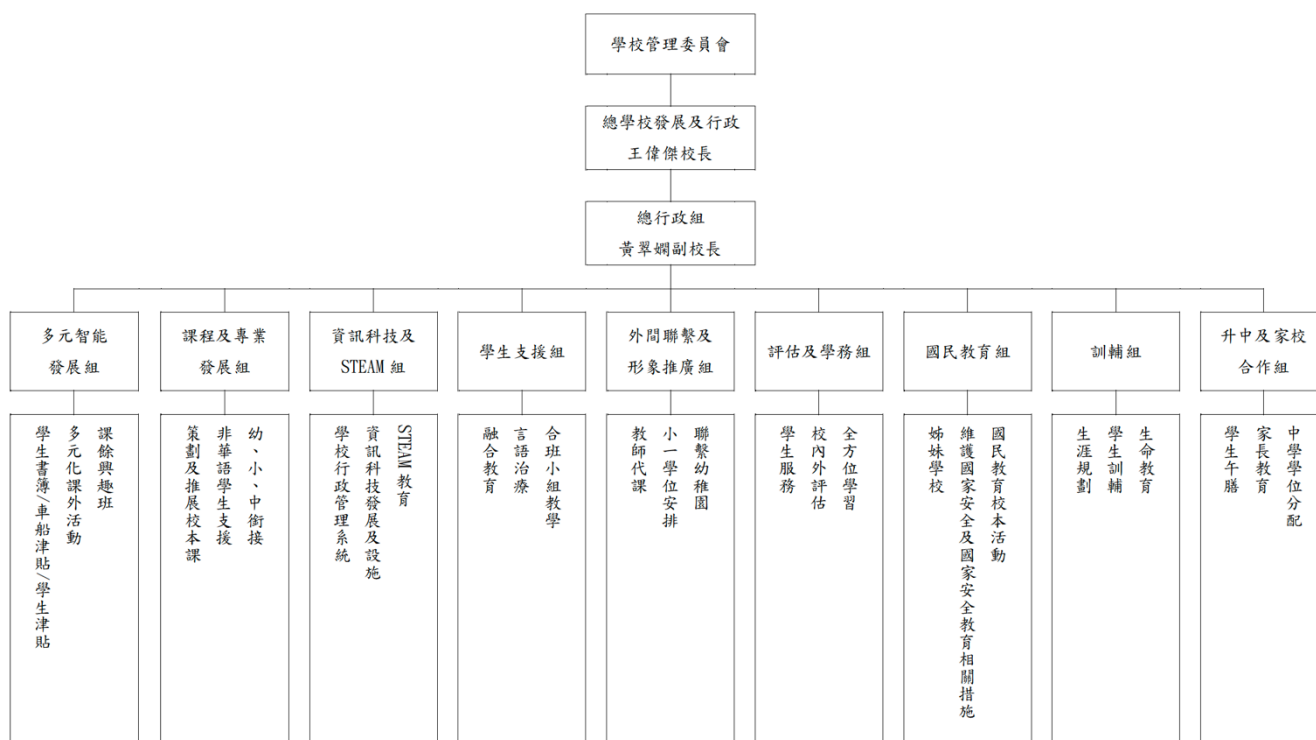 學校管理委員會
總學校發展及行政
王偉傑校長
總行政組
黃翠嫻副校長
多元智能
發展組
課程及專業
發展組
資訊科技及
STEAM 組
學生支援組
外間聯繫及
形象推廣組
評估及學務組
國民教育組
訓輔組
升中及家校
合作組
課餘興趣班
多元化課外活動
學生書簿/車船津貼/學生津貼
幼、小、中銜接
非華語學生支援
策劃及推展校本課
STEAM 教育
資訊科技發展及設施
學校行政管理系統
合班小組教學
言語治療
融合教育
聯繫幼稚園
小一學位安排
教師代課
全方位學習
校內外評估
學生服務
國民教育校本活動
維護國家安全及國家安全教育相關措施
姊妹學校
生命教育
學生訓輔
生涯規劃
中學學位分配
家長教育
學生午膳